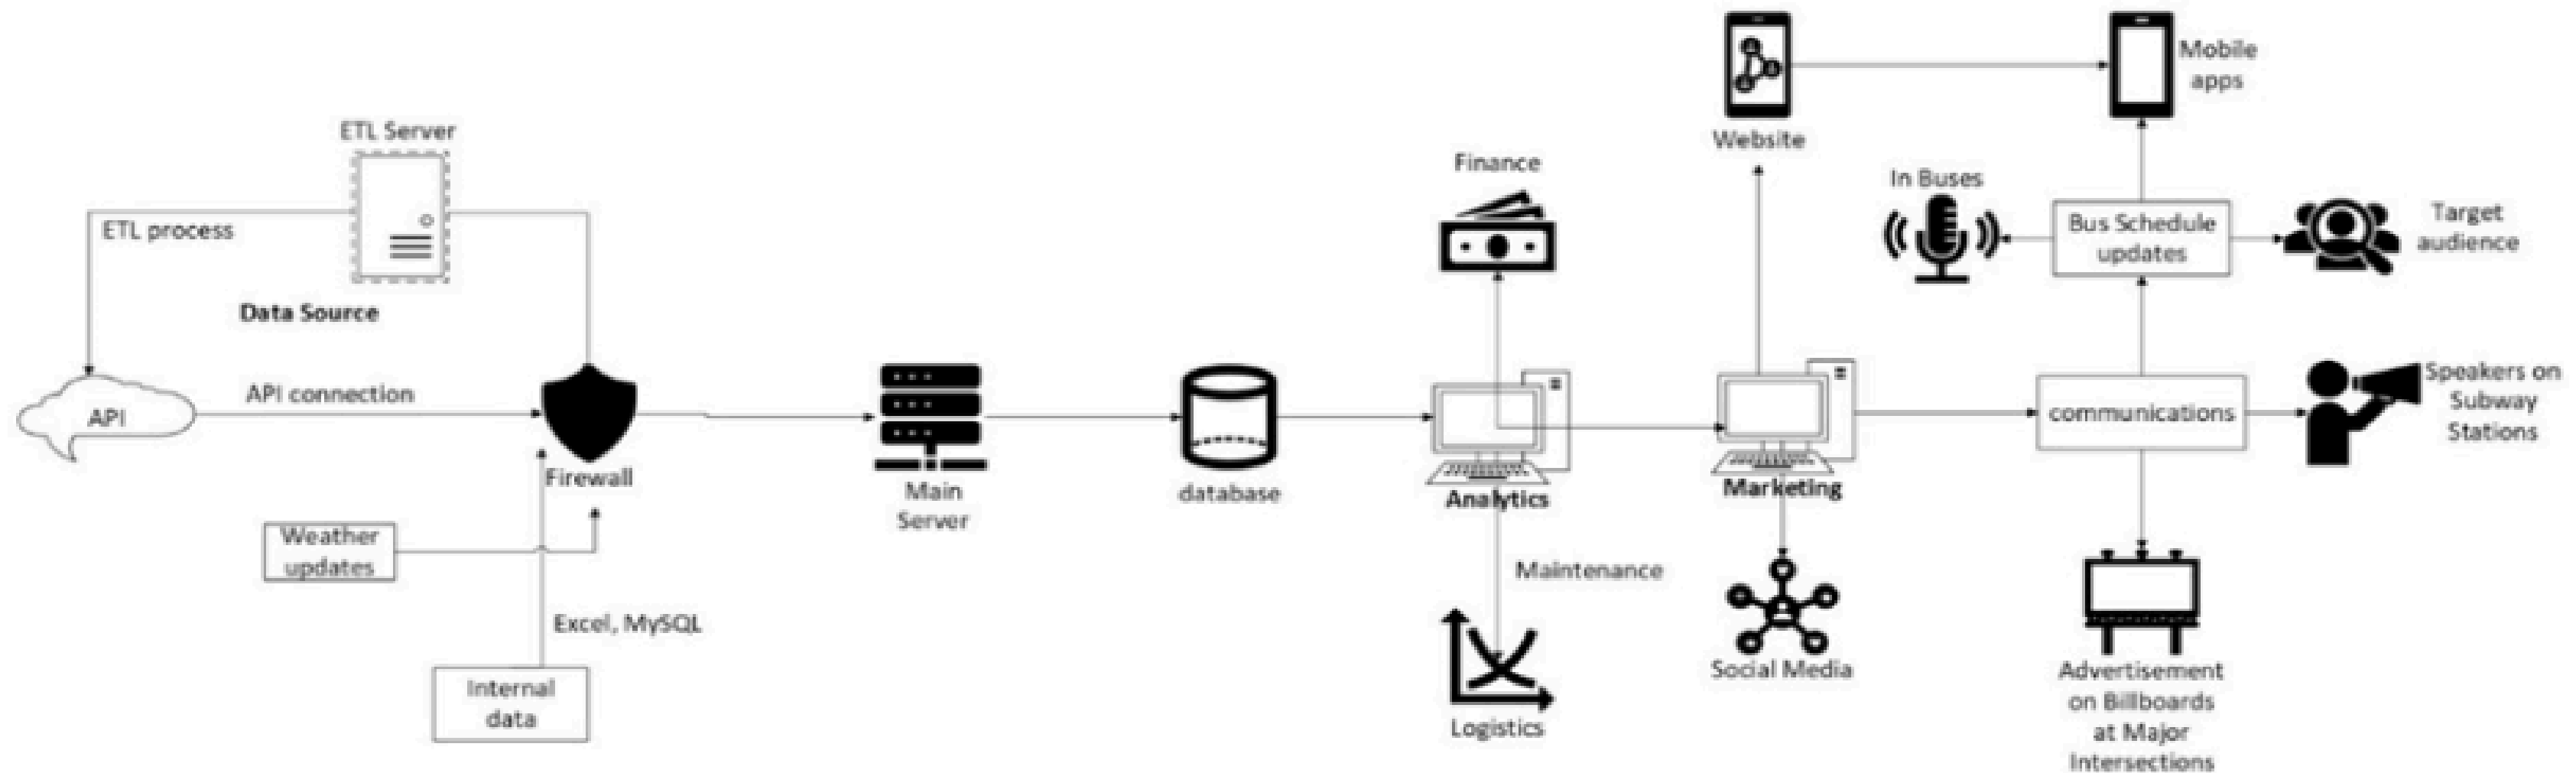 ETL Server
ETL process
Data Source
API
API connection
Firewall
Weather
updates
Excel, MySQL
Internal
data
Main
Server
database
Finance
Analytics
Maintenance
Logistics
Website
Marketing
Social Media
Mobile
apps
In Buses
Bus Schedule
updates
Target
audience
communications
Speakers on
Subway
Stations
Advertisement
on Billboards
at Major
Intersections